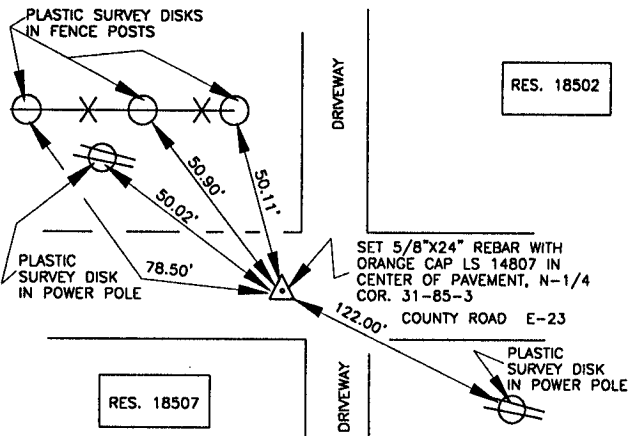 PLASTIC SURVEY DISKS
IN FENCE POSTS
DRIVEWAY
RES. 18502
50.90'
50.11'
50.02'
PLASTIC
SURVEY DISK
IN POWER POLE
78.50'
SET 5/8"X24" REBAR WITH
ORANGE CAP LS 14807 IN
CENTER OF PAVEMENT, N-1/4
COR. 31-85-3
122.00'
COUNTY ROAD E-23
PLASTIC
SURVEY DISK
IN POWER POLE
RES. 18507
DRIVEWAY